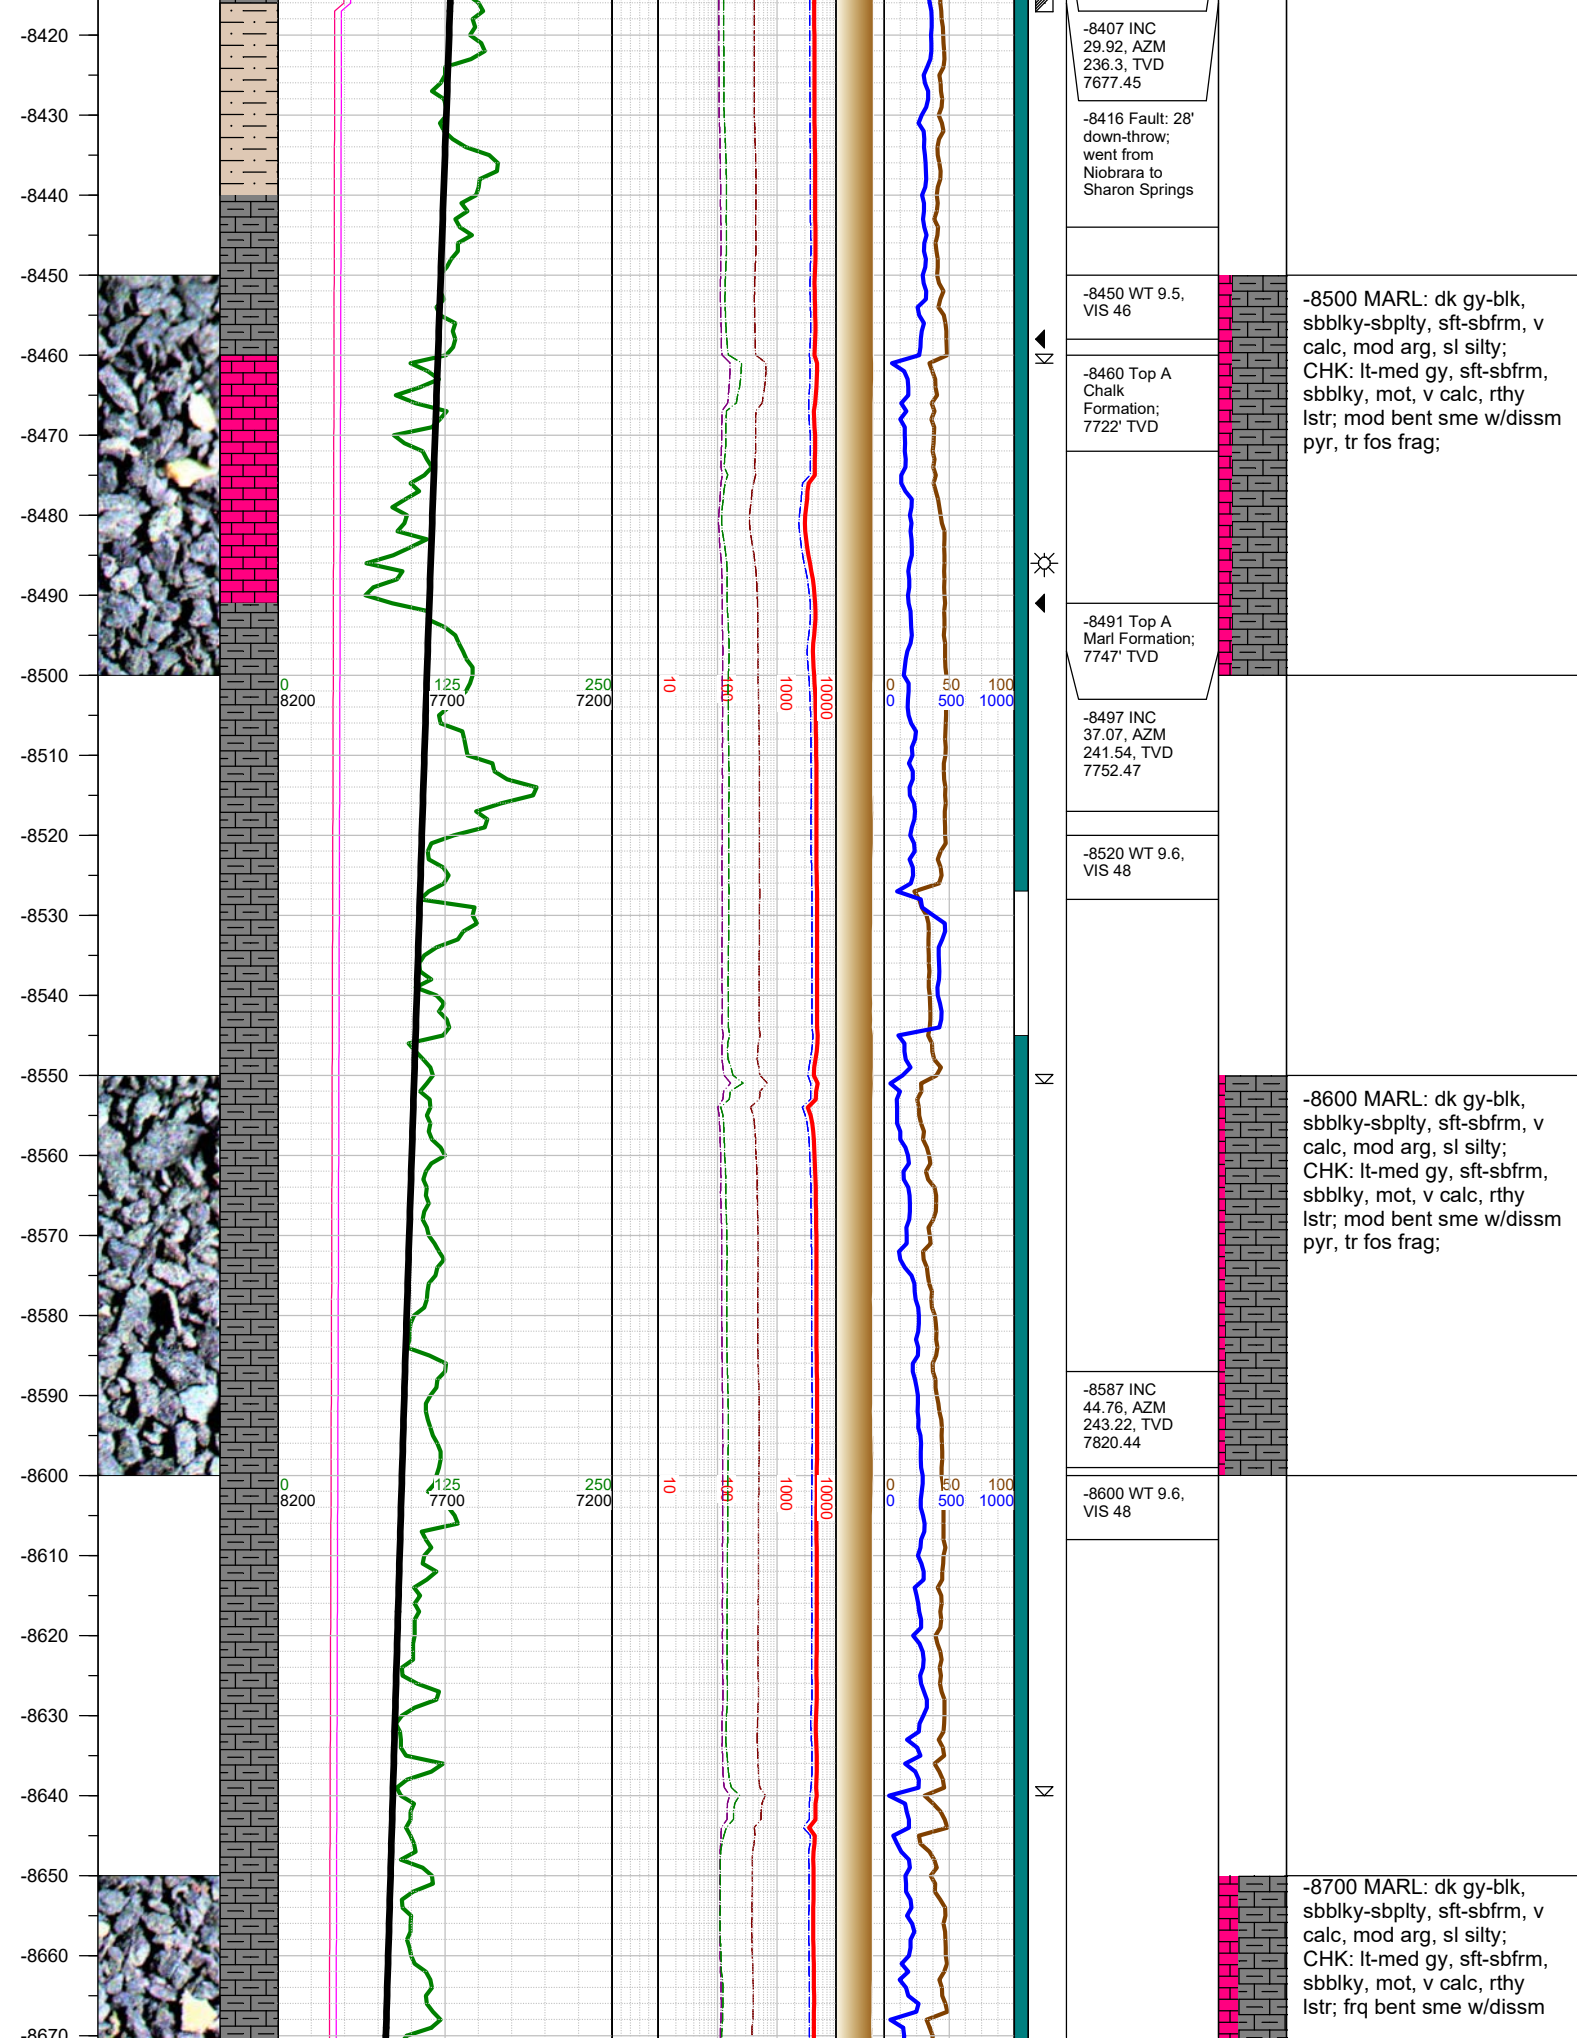 -8420
-8430
-8440
-8450
-8460
-8470
-8480
-8490
-8500
-8510
-8520
-8530
-8540
-8550
-8560
-8570
-8580
-8590
-8600
-8610
-8620
-8630
-8640
-8650
-8660
-8670
0 125 250
8200 7700 7200
10 100 1000 10000
0 50 100
0 500 1000
0 125 250
8200 7700 7200
10 100 1000 10000
0 50 100
0 500 1000
-8407 INC
29.92, AZM
236.3, TVD
7677.45
-8416 Fault: 28'
down-throw;
went from
Niobrara to
Sharon Springs
-8450 WT 9.5,
VIS 46
-8460 Top A
Chalk
Formation;
7722' TVD
-8491 Top A
Marl Formation;
7747' TVD
-8497 INC
37.07, AZM
241.54, TVD
7752.47
-8520 WT 9.6,
VIS 48
-8587 INC
44.76, AZM
243.22, TVD
7820.44
-8600 WT 9.6,
VIS 48
-8500 MARL: dk gy-blk,
sbblky-sbplty, sft-sbfrm, v
calc, mod arg, sl silty;
CHK: lt-med gy, sft-sbfrm,
sbblky, mot, v calc, rthy
lstr; mod bent sme w/dissm
pyr, tr fos frag;
-8600 MARL: dk gy-blk,
sbblky-sbplty, sft-sbfrm, v
calc, mod arg, sl silty;
CHK: lt-med gy, sft-sbfrm,
sbblky, mot, v calc, rthy
lstr; mod bent sme w/dissm
pyr, tr fos frag;
-8700 MARL: dk gy-blk,
sbblky-sbplty, sft-sbfrm, v
calc, mod arg, sl silty;
CHK: lt-med gy, sft-sbfrm,
sbblky, mot, v calc, rthy
lstr; frq bent sme w/dissm